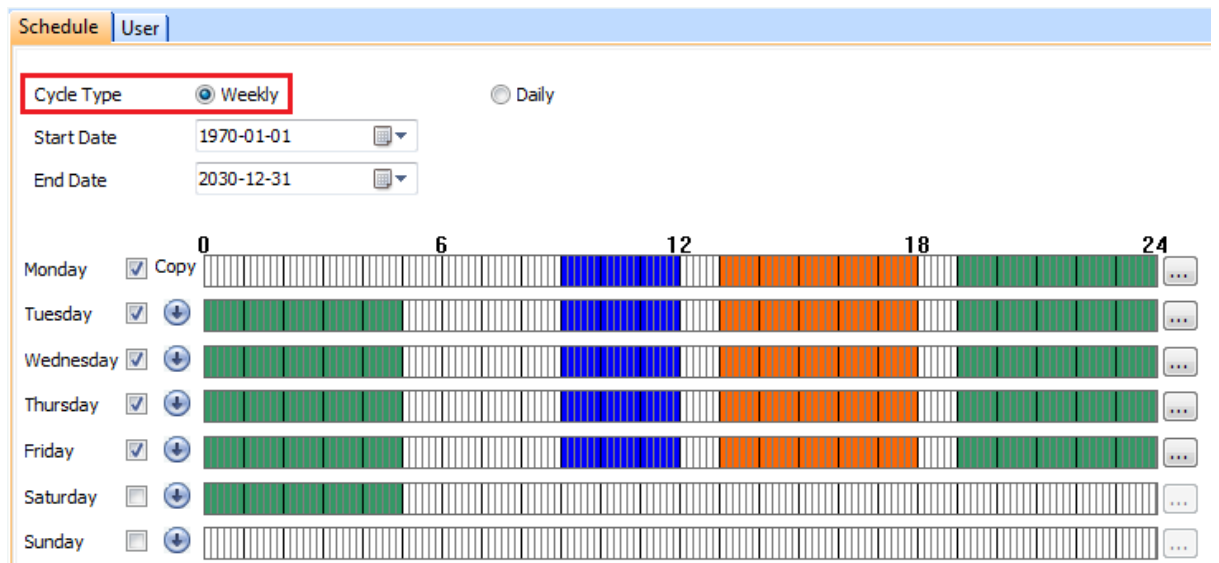 Schedule User
Cycle Type Weekly Daily
Start Date 1970-01-01
End Date 2030-12-31
0 6 12 18 24
Monday Copy ...
Tuesday ...
Wednesday ...
Thursday ...
Friday ...
Saturday ...
Sunday ...